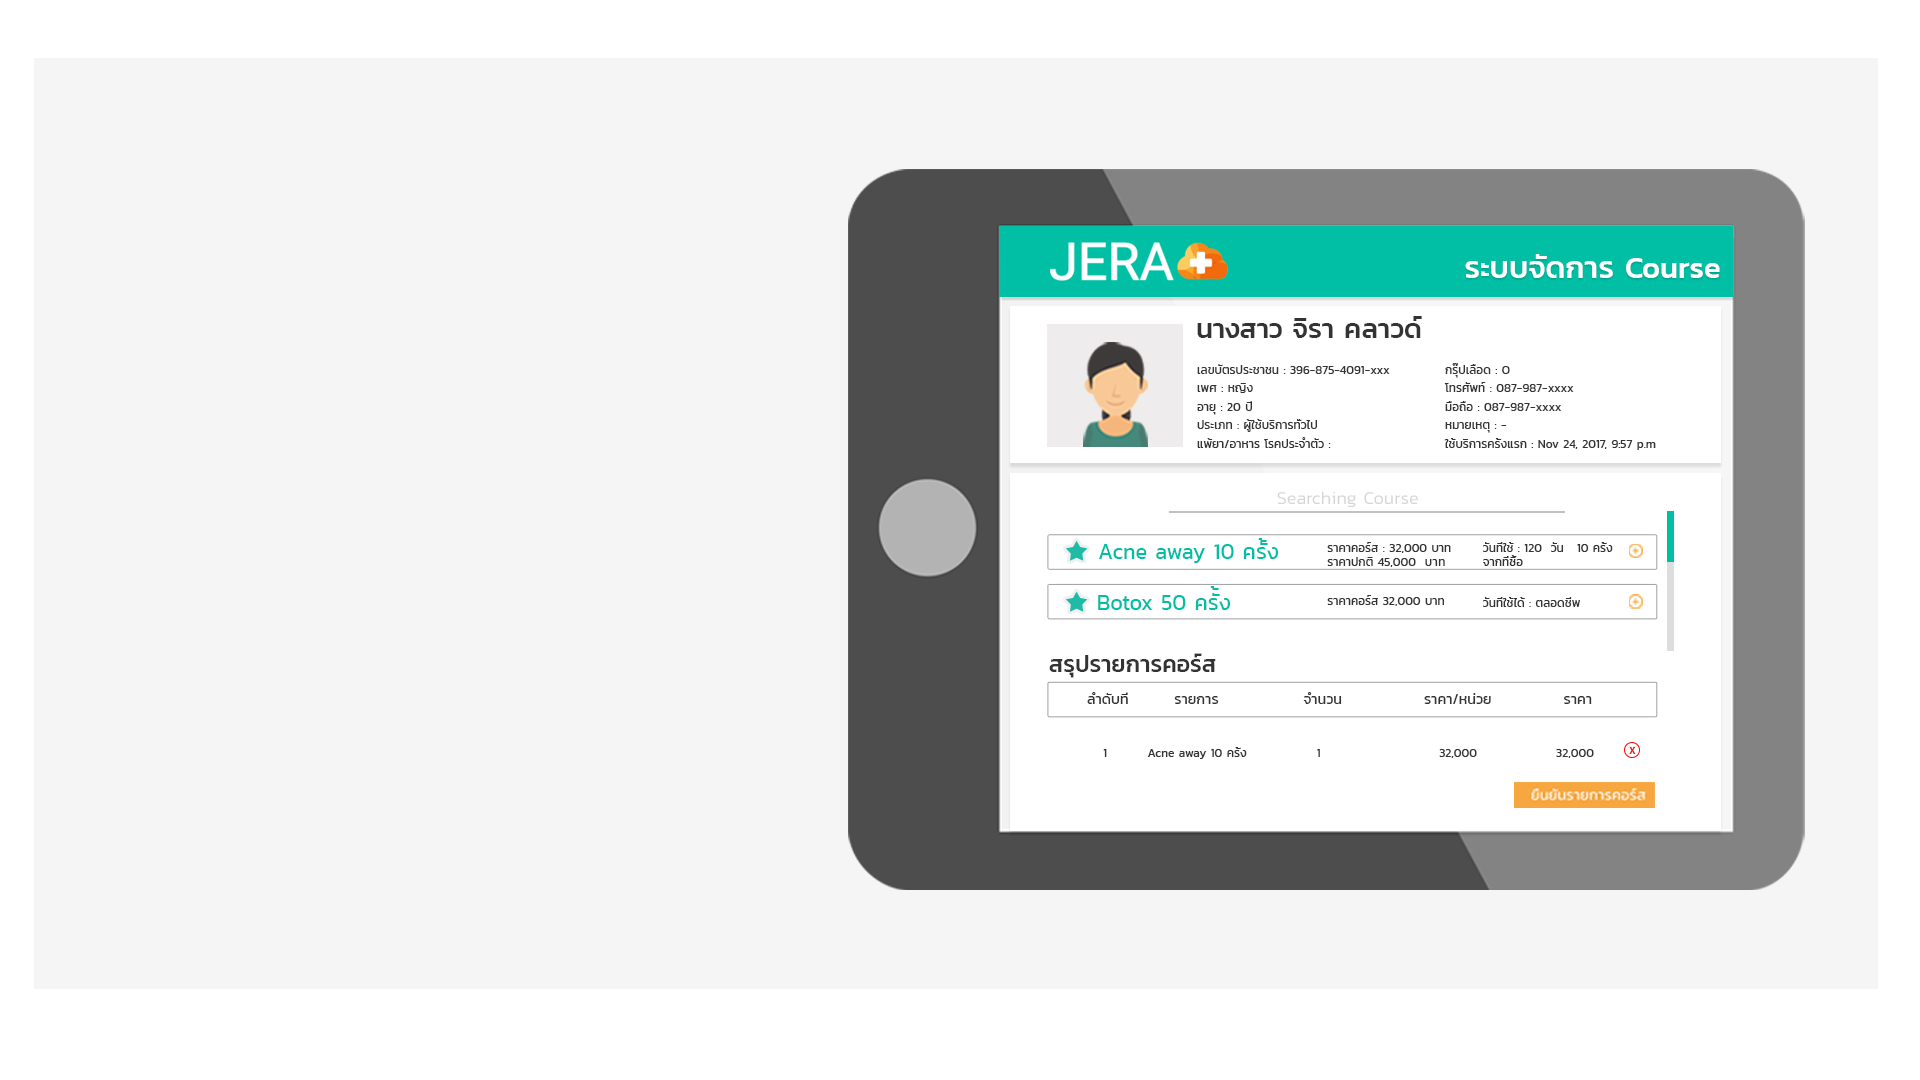 JERA
ระบบจัดการ Course
นางสาว จิรา คลาวด์
เลขบัตรประชาชน : 396-875-4091-xxx
กรุ๊ปเลือด : O
เพศ : หญิง
โทรศัพท์ : 087-987-xxxx
อายุ : 20 ปี
มือถือ : 087-987-xxxx
ประเภท : ผู้ใช้บริการทั่วไป
หมายเหตุ : -
แพ้ยา/อาหาร โรคประจำตัว :
ใช้บริการครั้งแรก : Nov 24, 2017, 9:57 p.m
Searching Course
Acne away 10 ครั้ง
ราคาคอร์ส : 32,000 บาท
ราคาปกติ 45,000 บาท
วันที่ใช้ : 120 วัน 10 ครั้ง
จากที่ซื้อ
Botox 50 ครั้ง
ราคาคอร์ส 32,000 บาท
วันที่ใช้ได้ : ตลอดชีพ
สรุปรายการคอร์ส
ลำดับที่ รายการ จำนวน ราคา/หน่วย ราคา
1 Acne away 10 ครั้ง 1 32,000 32,000 X
ยืนยันรายการคอร์ส